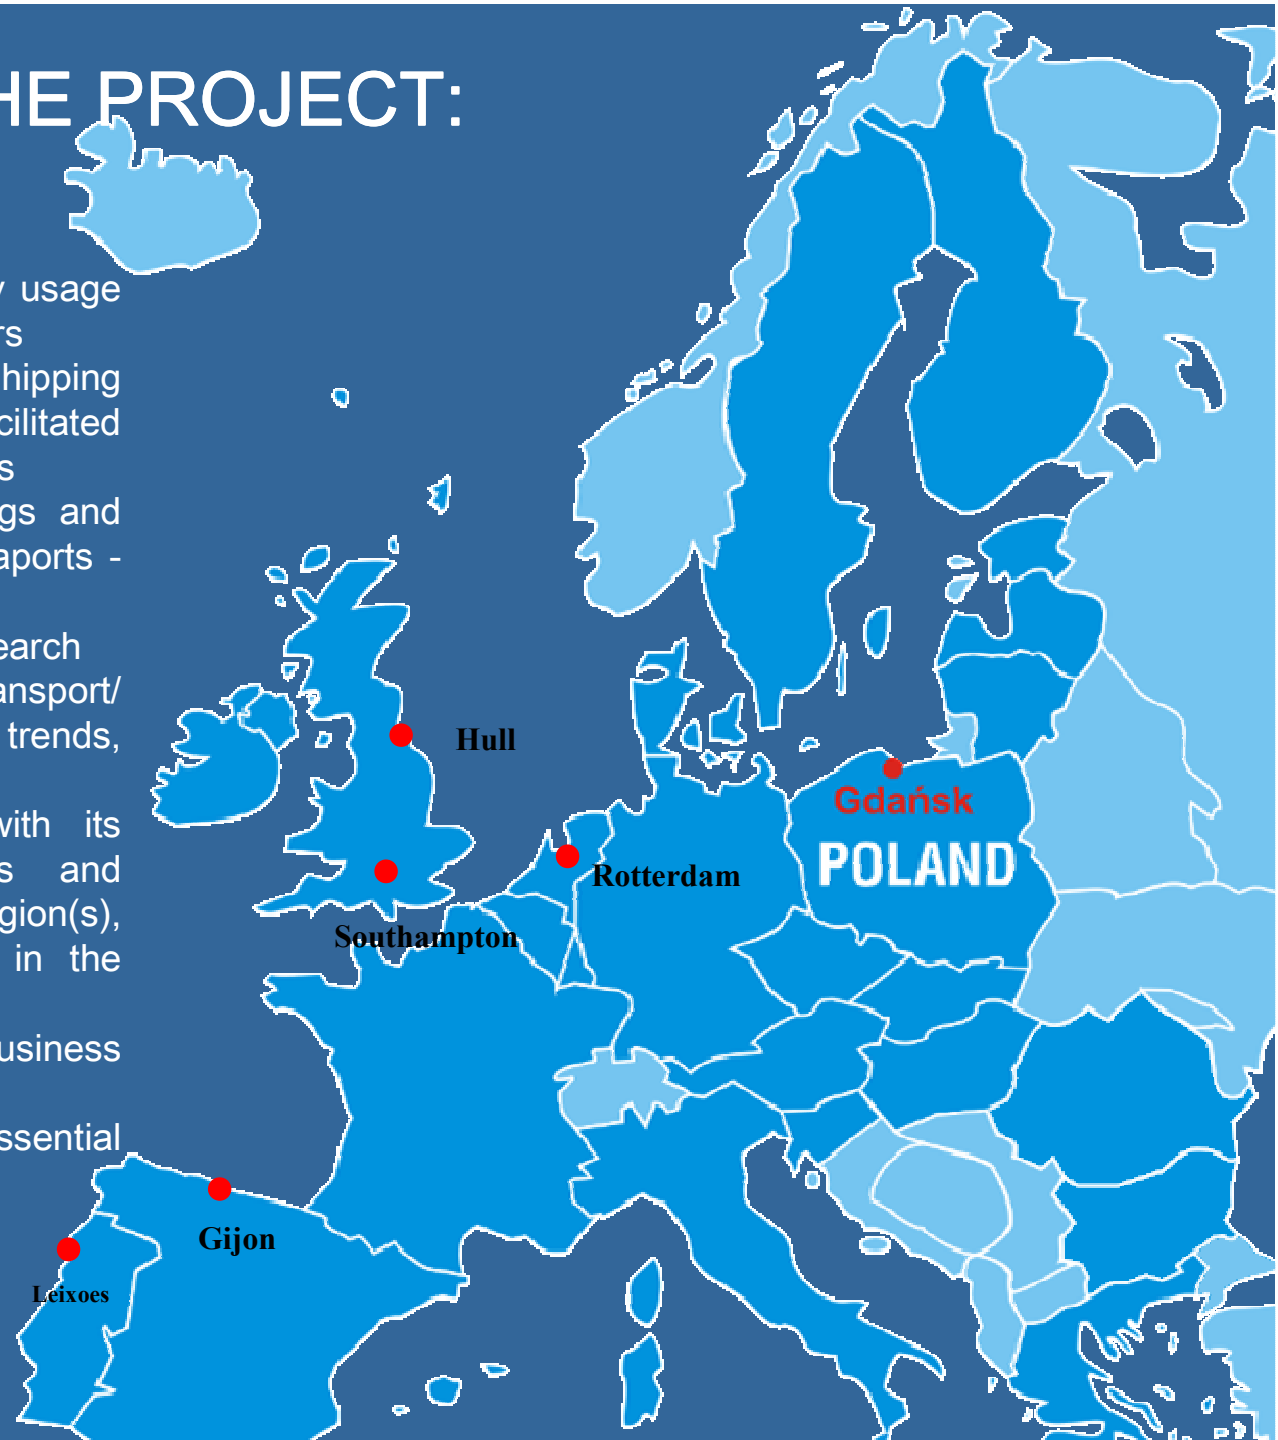 HE PROJECT:
usage
rs
hipping
cilitated
s
gs and
aports -
earch
ansport/
trends,
with its
s and
gion(s),
in the
usiness
ssential
Hull
Gdańsk
POLAND
Rotterdam
Southampton
Gijon
Leixoes